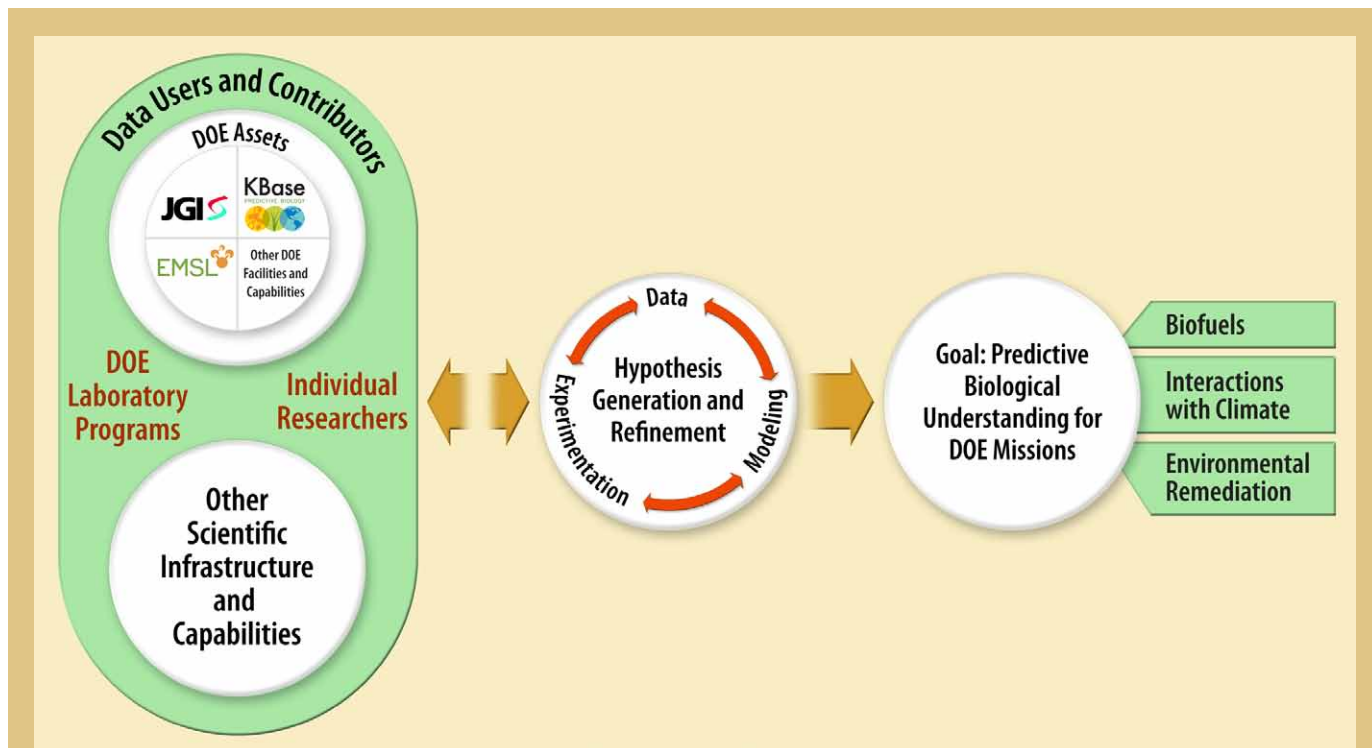 Data Users and Contributors
DOE Assets
JGI
KBase
PREDICTIVE BIOLOGY
EMSL
Other DOE
Facilities and
Capabilities
DOE
Laboratory
Programs
Individual
Researchers
Other
Scientific
Infrastructure
and
Capabilities
Data
Modeling
Experimentation
Hypothesis
Generation and
Refinement
Goal: Predictive
Biological
Understanding for
DOE Missions
Biofuels
Interactions
with Climate
Environmental
Remediation